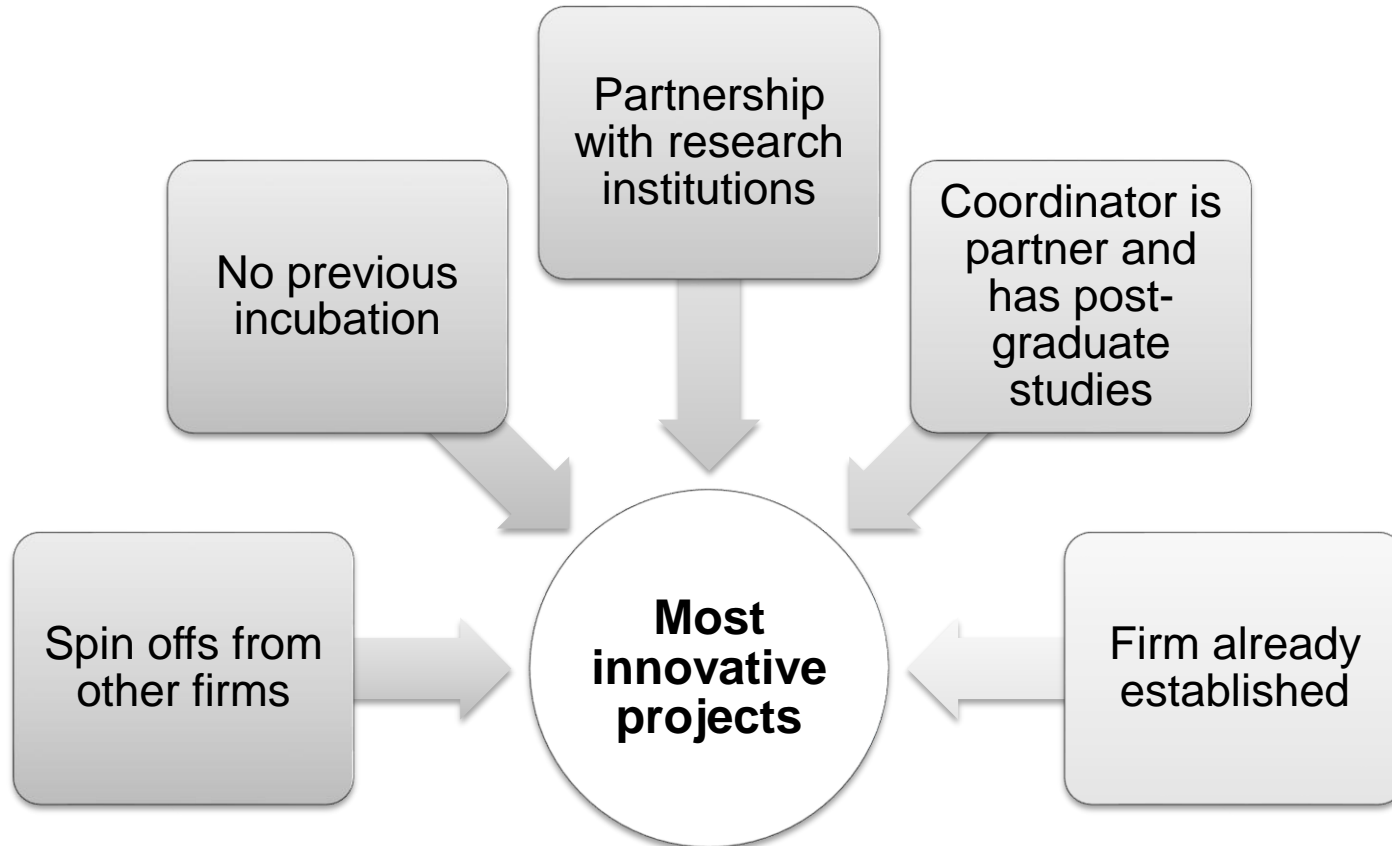 Partnership
with research
institutions
No previous
incubation
Coordinator is
partner and
has post-
graduate
studies
Spin offs from
other firms
Most
innovative
projects
Firm already
established